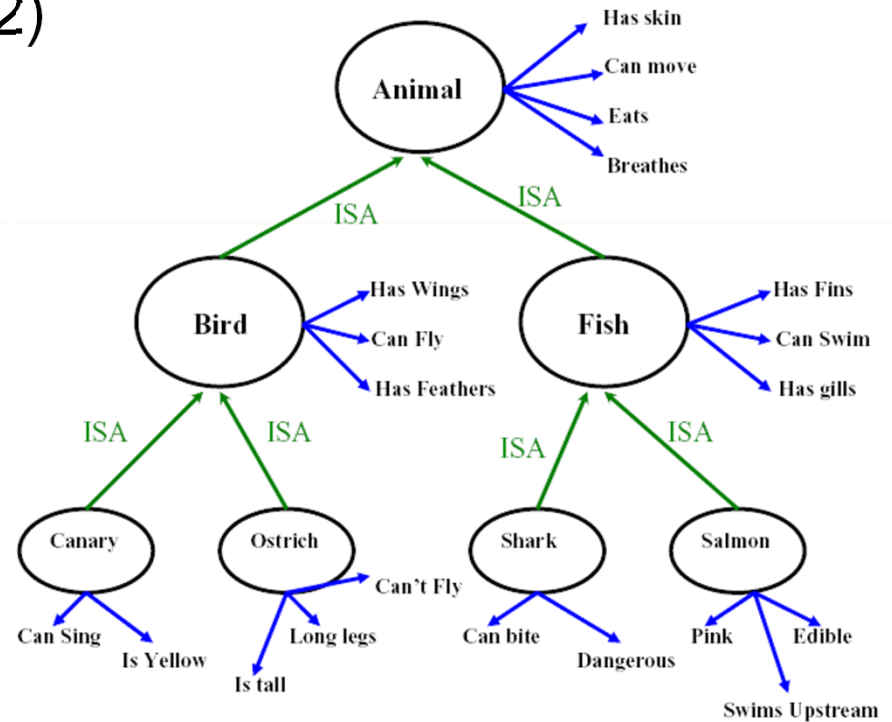 2)
Has skin
Can move
Animal
Eats
Breathes
ISA
ISA
Has Wings
Has Fins
Bird
Can Fly
Fish
Can Swim
Has Feathers
Has gills
ISA
ISA
ISA
ISA
Canary
Ostrich
Shark
Salmon
Can't Fly
Can Sing
Long legs
Can bite
Pink
Edible
Is Yellow
Dangerous
Is tall
Swims Upstream